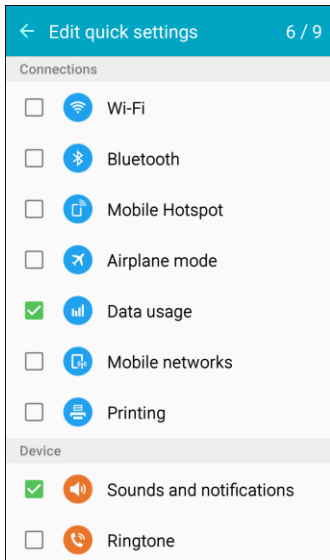 Edit quick settings 6 / 9
Connections
Wi-Fi
Bluetooth
Mobile Hotspot
Airplane mode
Data usage
Mobile networks
Printing
Device
Sounds and notifications
Ringtone